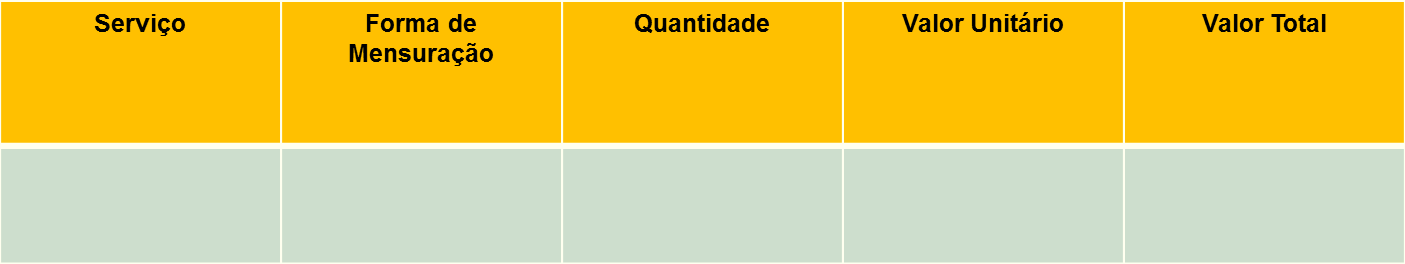 Serviço
Forma de
Mensuração
Quantidade
Valor Unitário
Valor Total